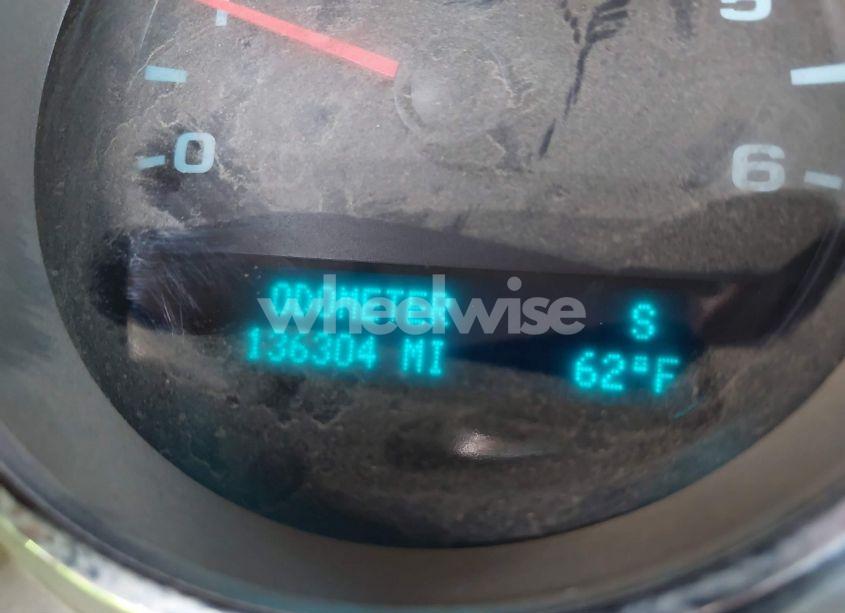 5
0
6
ODOMETER
wheelwise
S
136304 MI
62°F